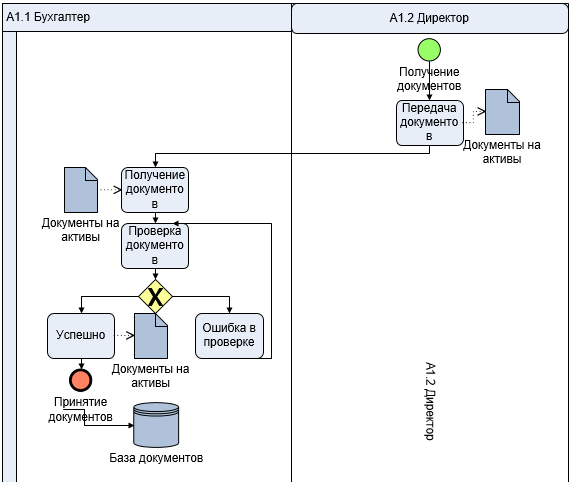 А1.1 Бухгалтер
А1.2 Директор
Получение
документов
Передача
документо
в
Документы на
активы
Получение
документо
в
Документы на
активы
Проверка
документо
в
X
Успешно
Ошибка в
проверке
Документы на
активы
Принятие
документов
База документов
А1.2 Директор